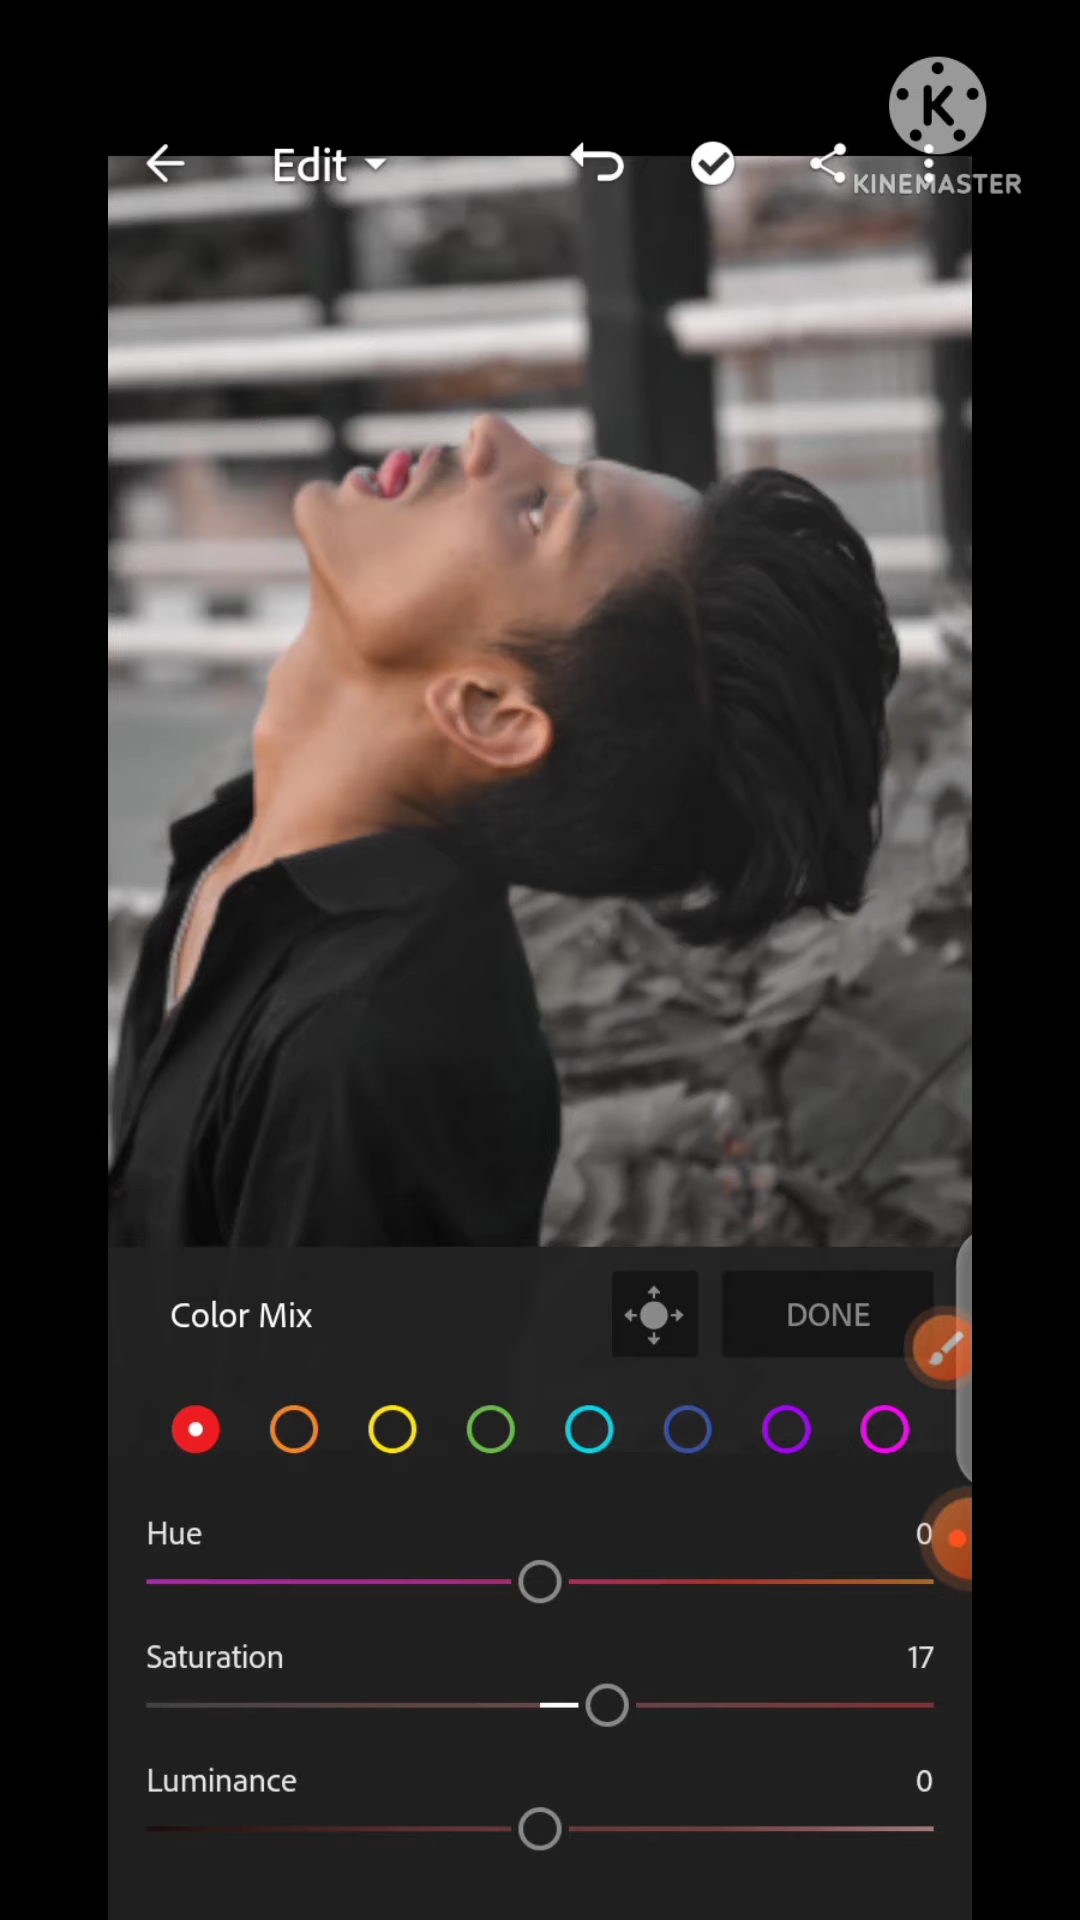 Edit
KINEMASTER
Color Mix
DONE
Hue 0
Saturation 17
Luminance 0